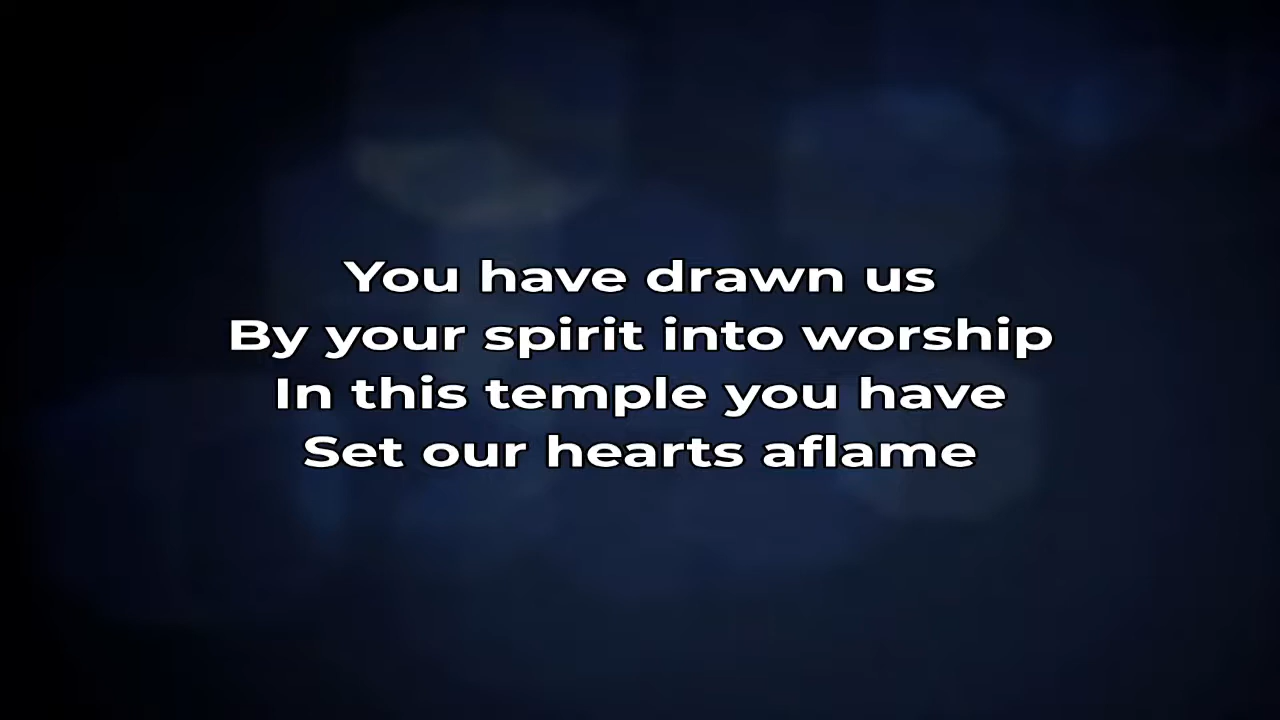 You have drawn us
By your spirit into worship
In this temple you have
Set our hearts aflame